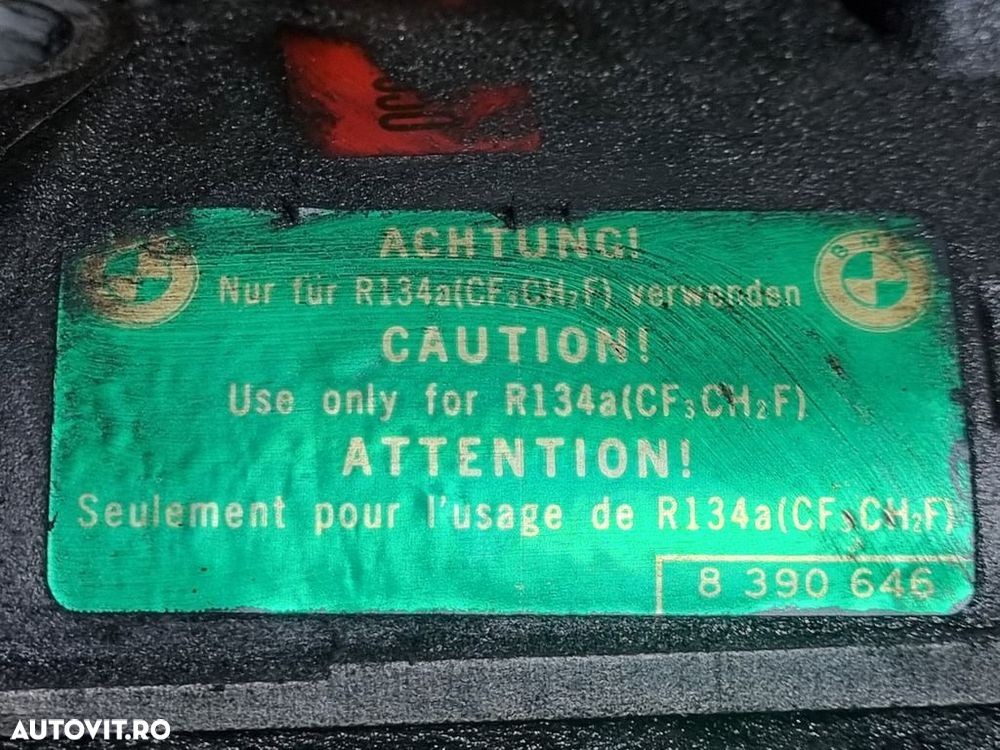 ACHTUNG!
Nur für R134a(CF₃CH₂F) verwenden
CAUTION!
Use only for R134a(CF₃CH₂F)
ATTENTION!
Seulement pour l'usage de R134a(CF₃CH₂F)
8 390 646
BMW
AUTOVIT.RO